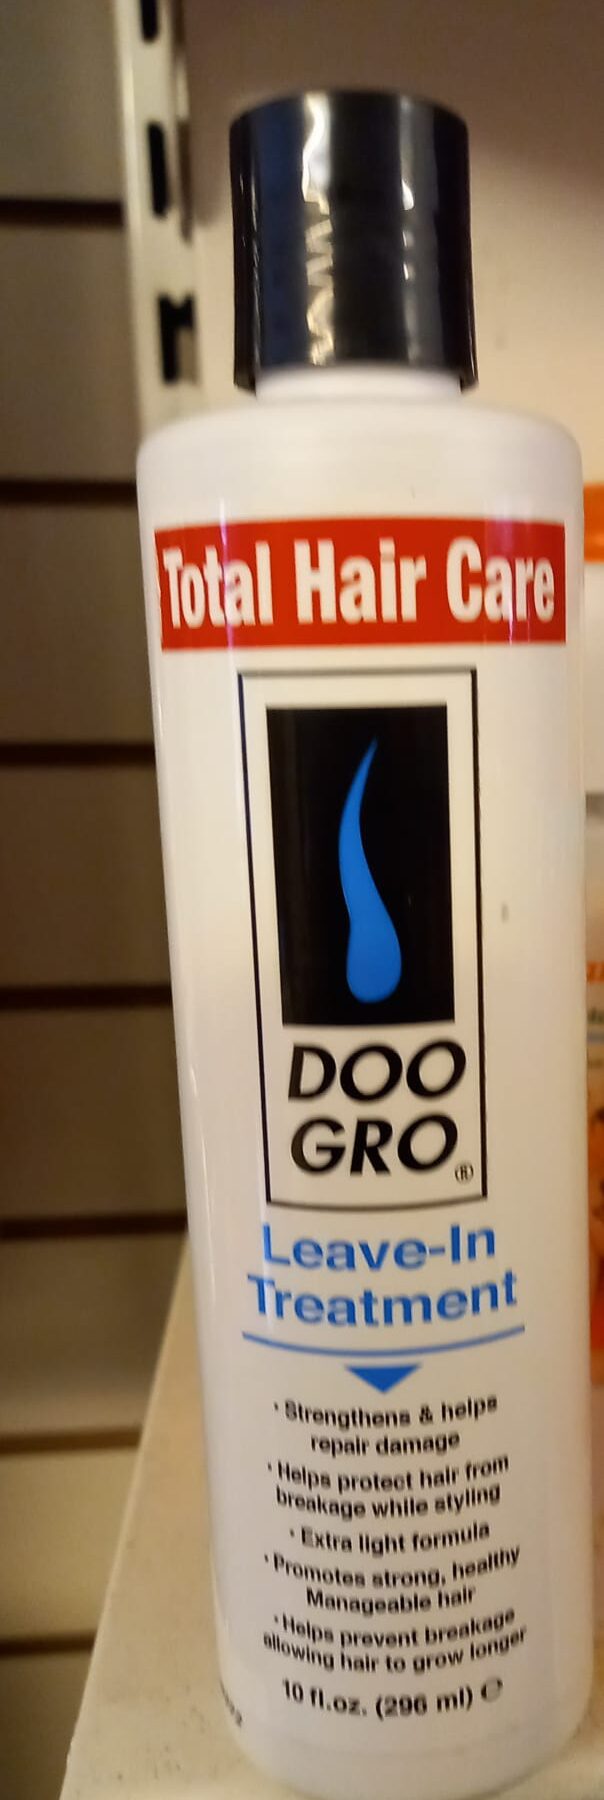 Total Hair Care
DOO
GRO®
Leave-In
Treatment
· Strengthens & helps
repair damage
· Helps protect hair from
breakage while styling
· Extra light formula
· Promotes strong, healthy
Manageable hair
· Helps prevent breakage
allowing hair to grow longer
10 fl.oz. (296 ml) ℮